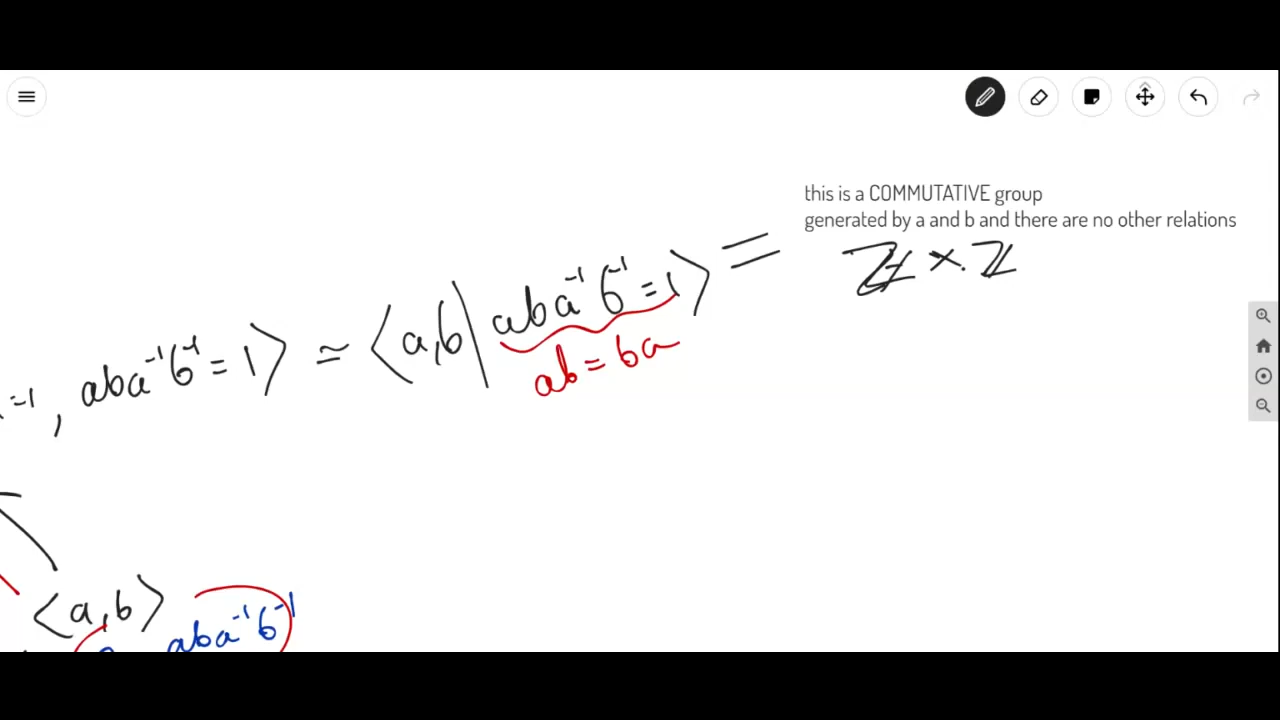 this is a COMMUTATIVE group
generated by a and b and there are no other relations
ℤ × ℤ
=1, aba⁻¹b⁻¹=1⟩ ≃ ⟨a,b| aba⁻¹b⁻¹=1⟩ =
ab=ba
⟨a,b⟩
aba⁻¹b⁻¹